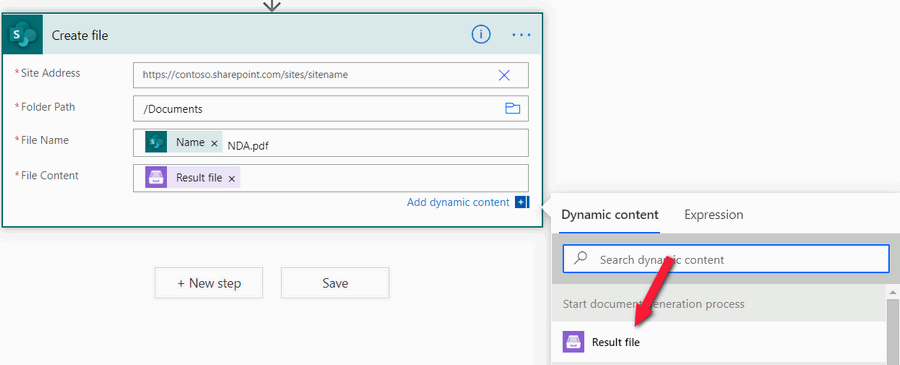 Create file
* Site Address
https://contoso.sharepoint.com/sites/sitename
* Folder Path
/Documents
* File Name
Name × NDA.pdf
* File Content
Result file ×
Add dynamic content
Dynamic content Expression
Search dynamic content
Start document generation process
Result file
+ New step
Save